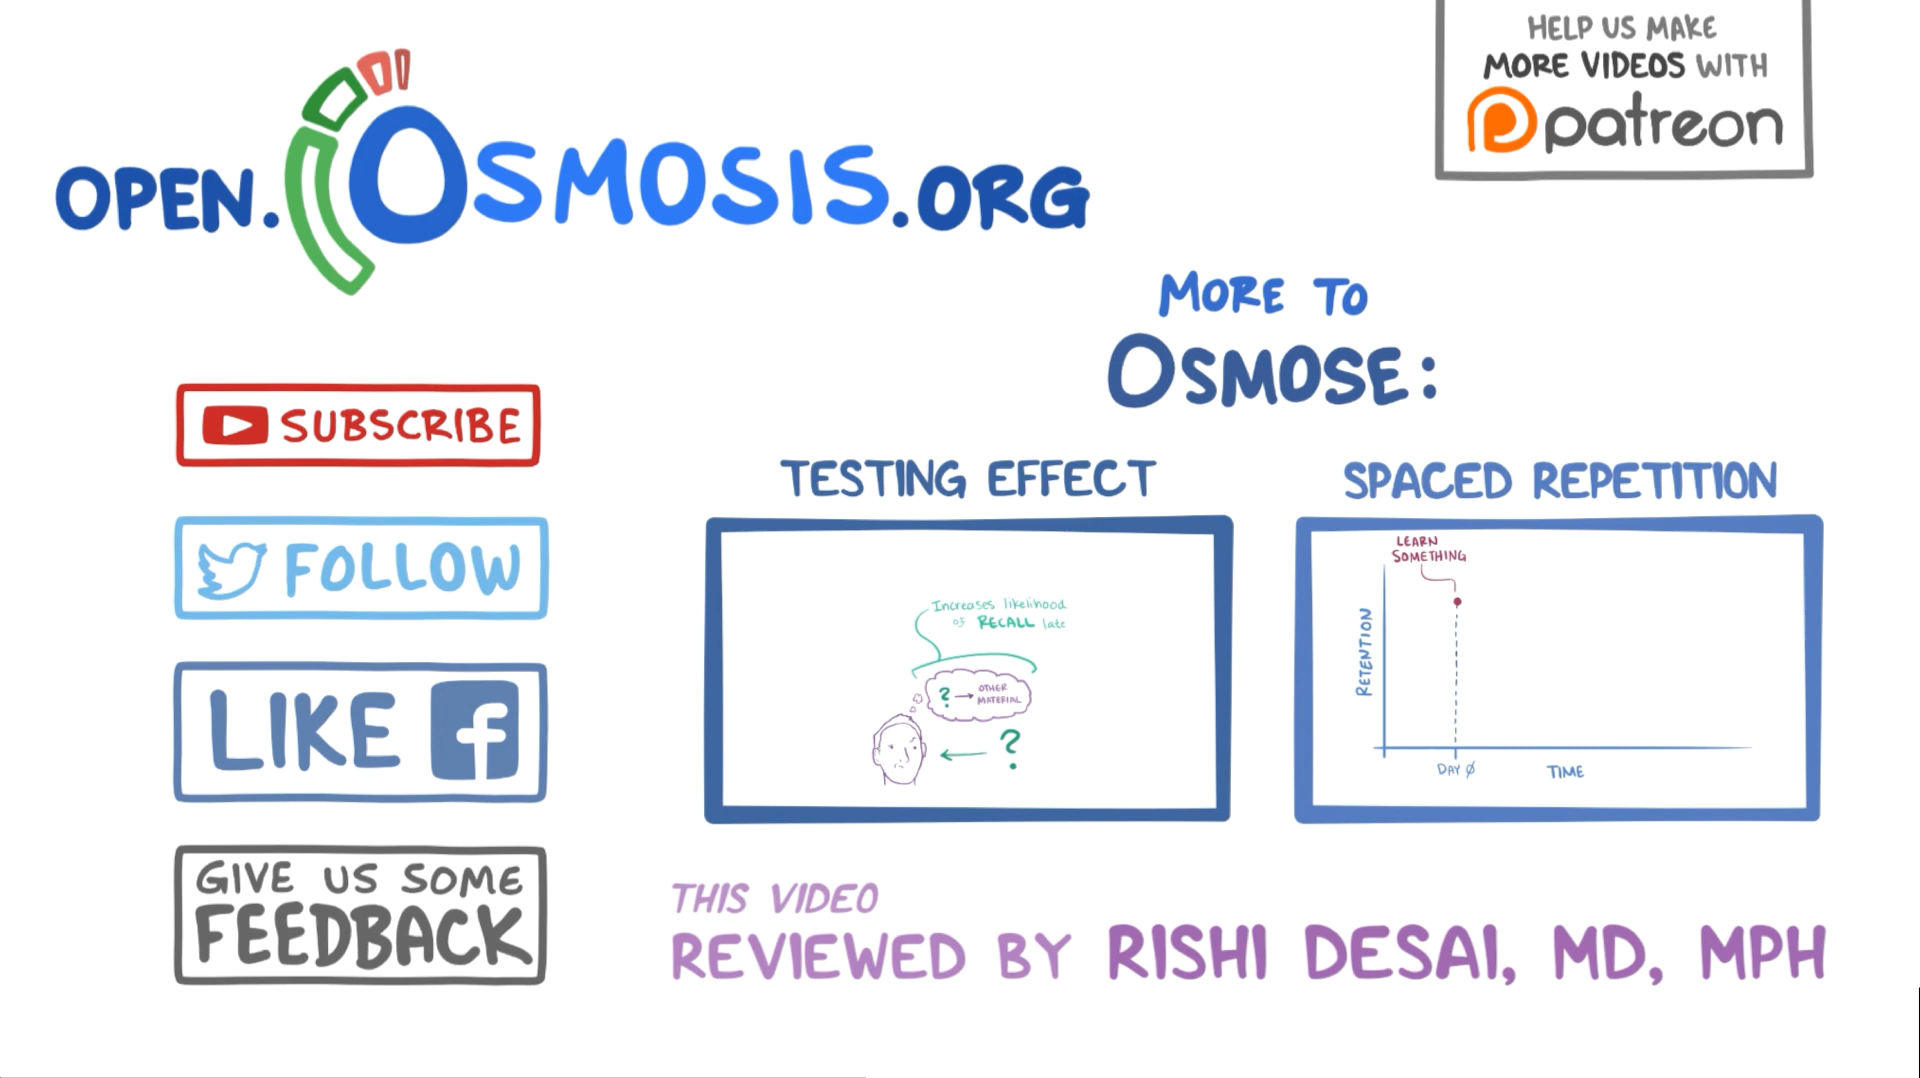 HELP US MAKE
MORE VIDEOS WITH
patreon
OPEN.OSMOSIS.ORG
MORE TO
OSMOSE:
SUBSCRIBE
FOLLOW
LIKE f
GIVE US SOME
FEEDBACK
TESTING EFFECT
Increases likelihood
of RECALL late
? → OTHER
MATERIAL
?
SPACED REPETITION
LEARN
SOMETHING
RETENTION
DAY Ø
TIME
THIS VIDEO
REVIEWED BY RISHI DESAI, MD, MPH